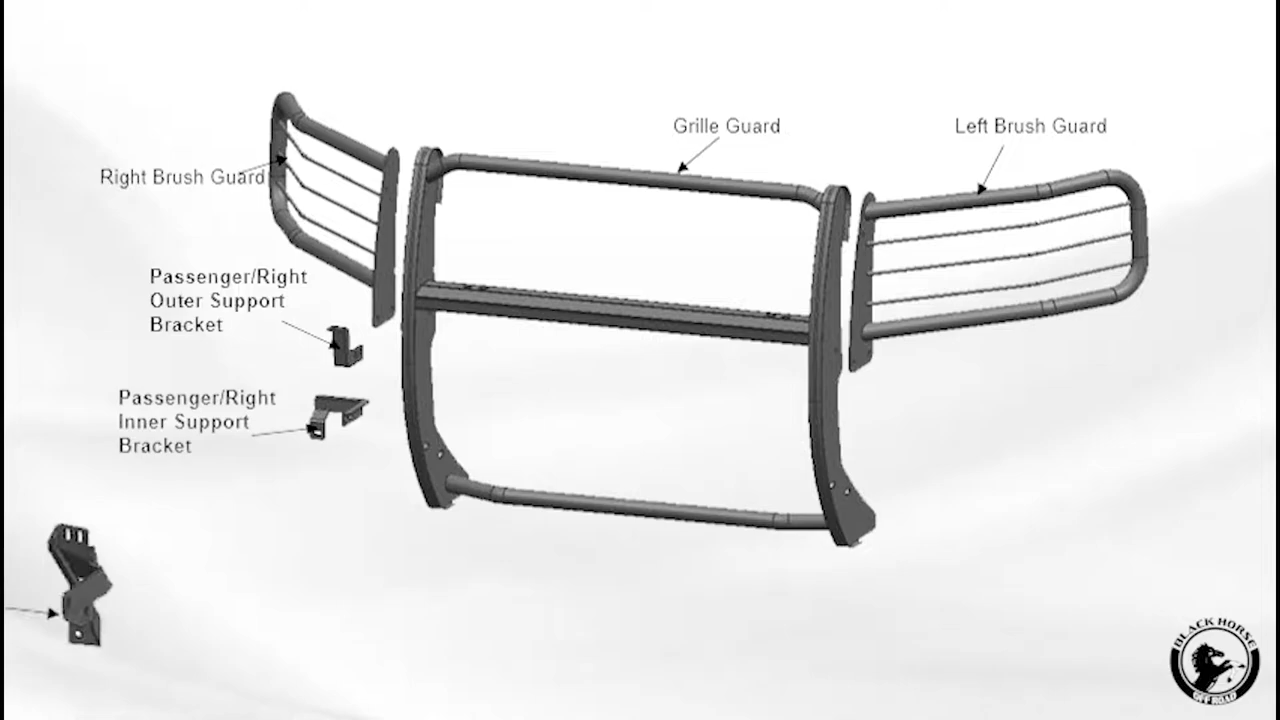 Grille Guard
Left Brush Guard
Right Brush Guard
Passenger/Right
Outer Support
Bracket
Passenger/Right
Inner Support
Bracket
BLACK HORSE
OFF ROAD